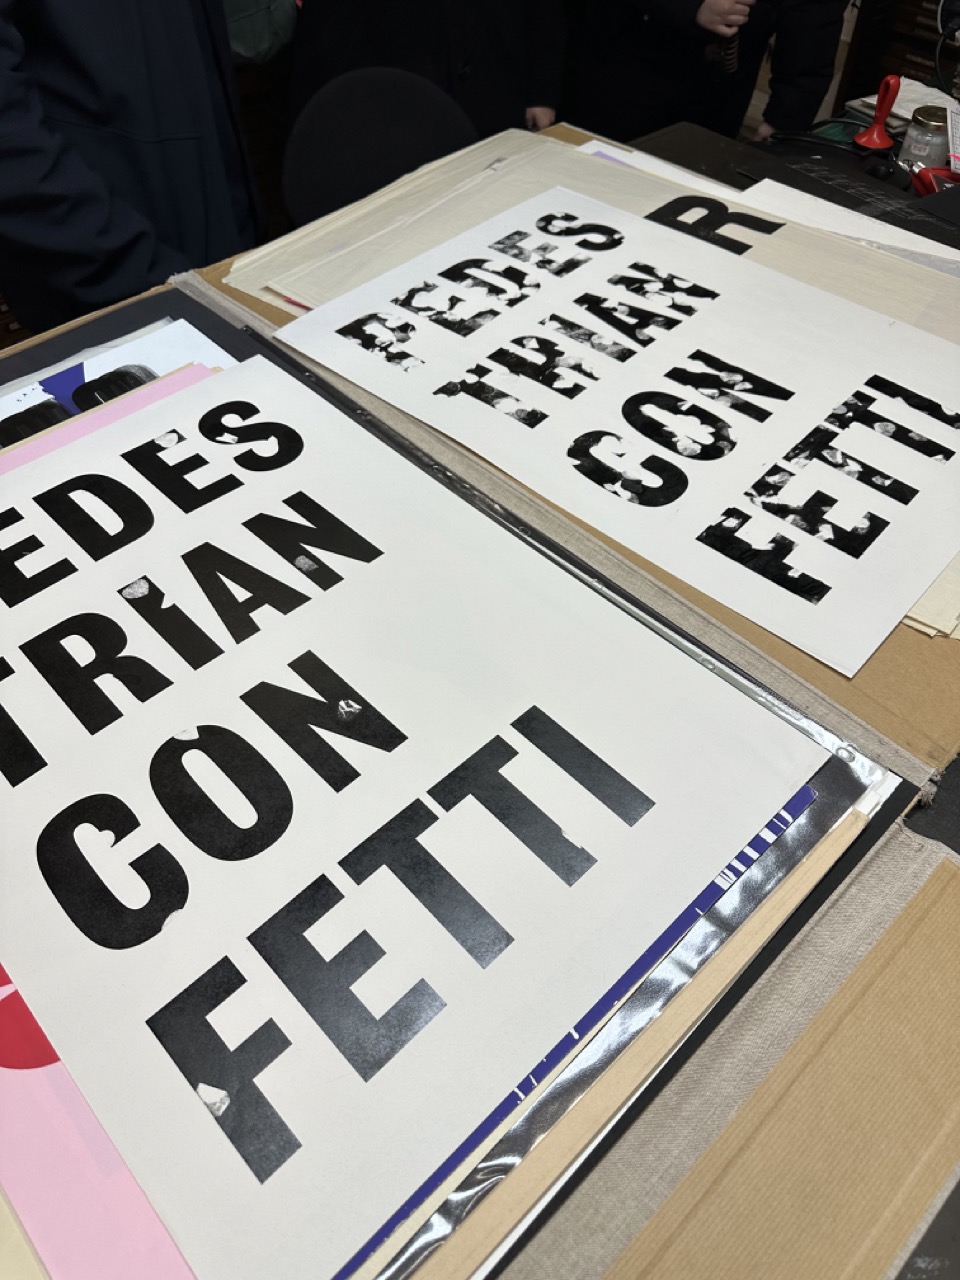 EDES
TRIAN
CON
FETTI
PEDES
TRIAN
CON
FETTI
R